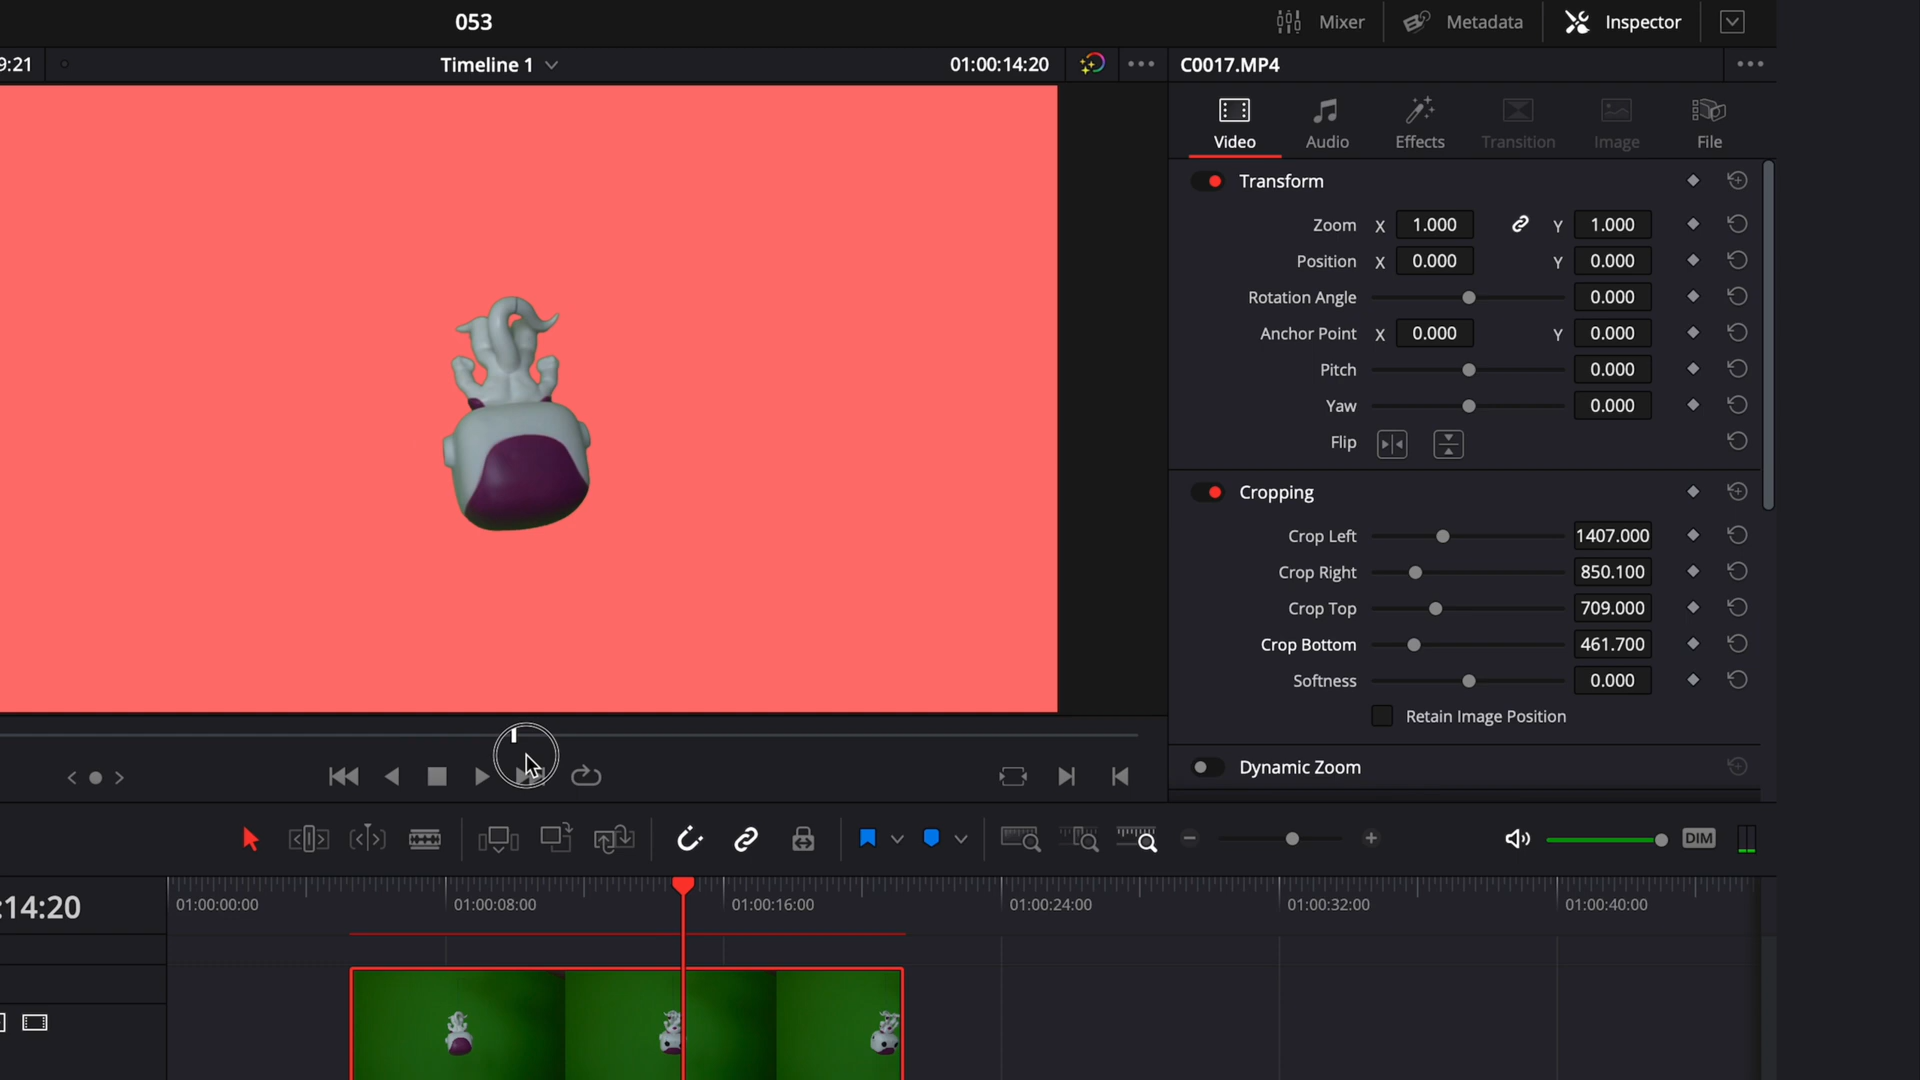 053
Mixer
Metadata
Inspector
9:21
Timeline 1
01:00:14:20
C0017.MP4
Video
Audio
Effects
Transition
Image
File
Transform
Zoom X 1.000 Y 1.000
Position X 0.000 Y 0.000
Rotation Angle 0.000
Anchor Point X 0.000 Y 0.000
Pitch 0.000
Yaw 0.000
Flip
Cropping
Crop Left 1407.000
Crop Right 850.100
Crop Top 709.000
Crop Bottom 461.700
Softness 0.000
Retain Image Position
Dynamic Zoom
DIM
:14:20
01:00:00:00
01:00:08:00
01:00:16:00
01:00:24:00
01:00:32:00
01:00:40:00